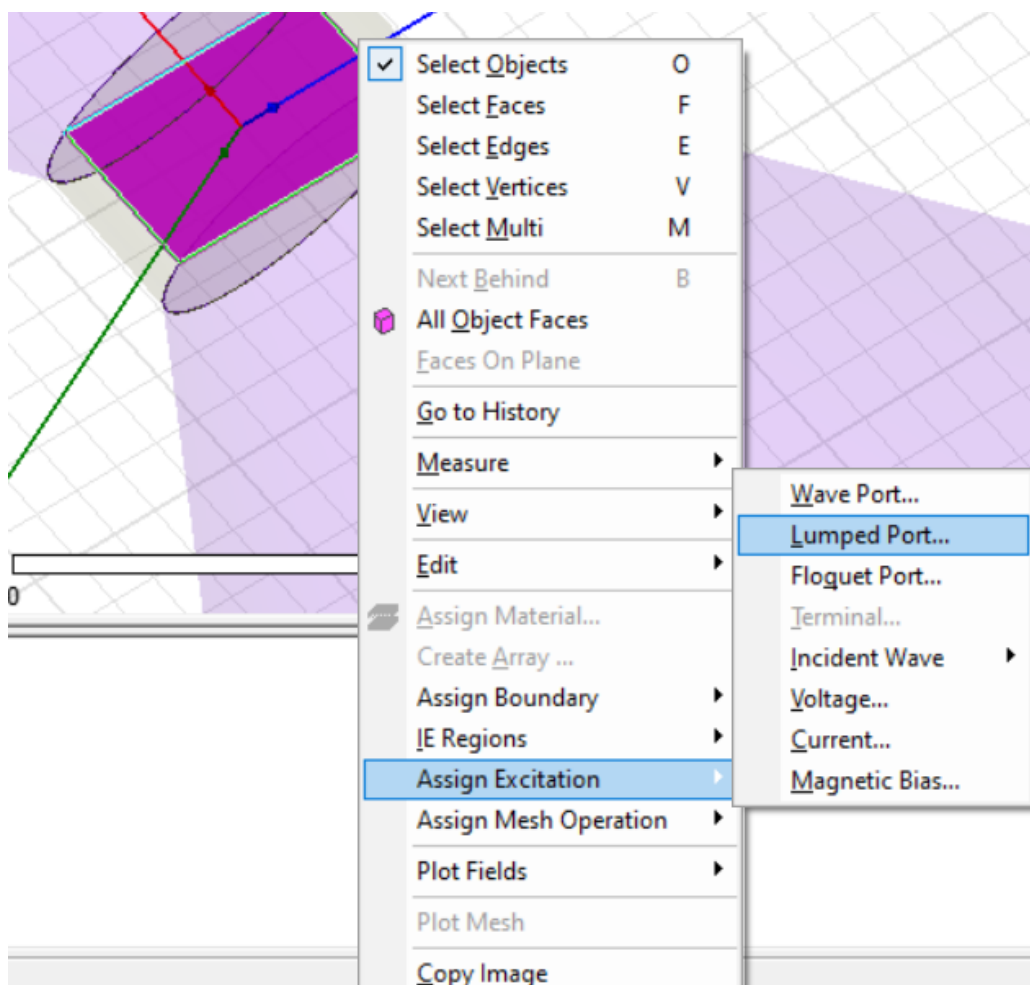 Select Objects O
Select Faces F
Select Edges E
Select Vertices V
Select Multi M
Next Behind B
All Object Faces
Faces On Plane
Go to History
Measure
View
Edit
0
Assign Material...
Create Array ...
Assign Boundary
IE Regions
Assign Excitation
Assign Mesh Operation
Plot Fields
Plot Mesh
Copy Image
Wave Port...
Lumped Port...
Floquet Port...
Terminal...
Incident Wave
Voltage...
Current...
Magnetic Bias...